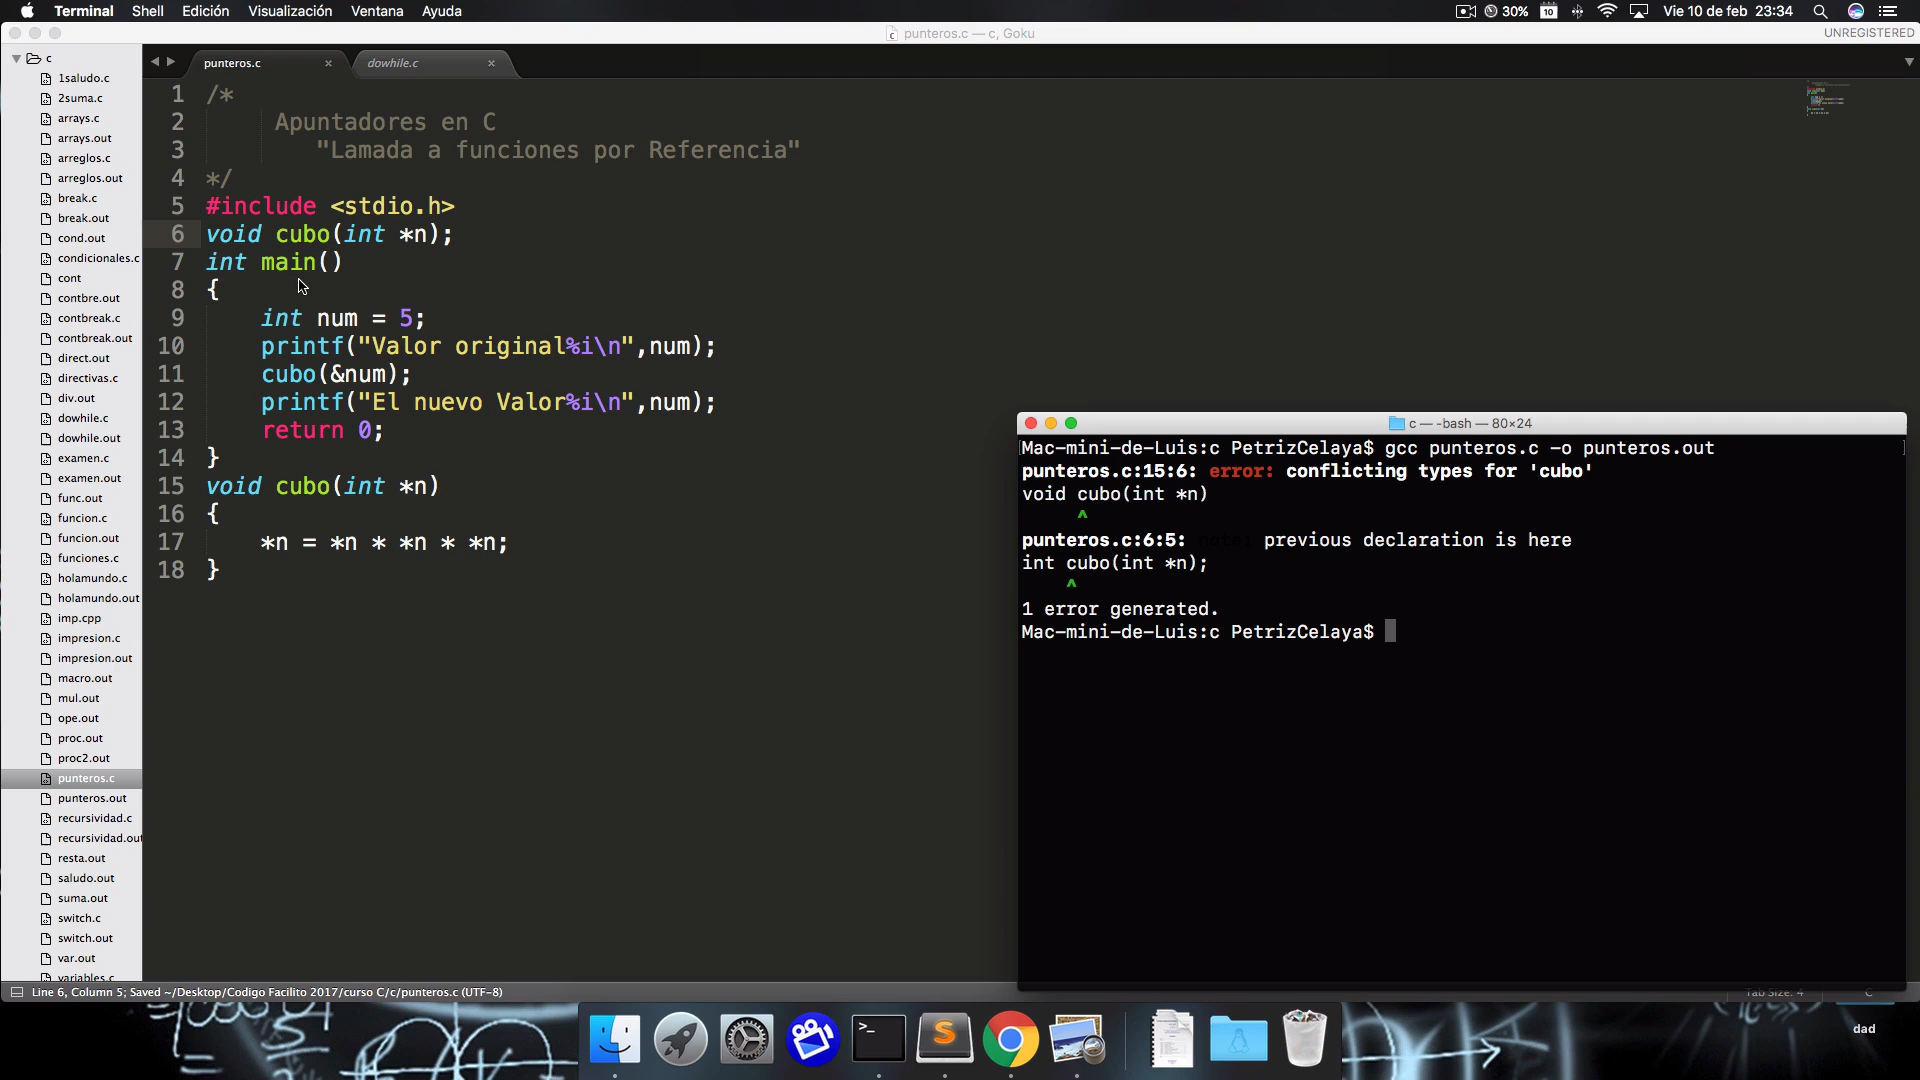 Terminal Shell Edición Visualización Ventana Ayuda 30% 10 Vie 10 de feb 23:34
punteros.c — c, Goku UNREGISTERED
c
1saludo.c
2suma.c
arrays.c
arrays.out
arreglos.c
arreglos.out
break.c
break.out
cond.out
condicionales.c
cont
contbre.out
contbreak.c
contbreak.out
direct.out
directivas.c
div.out
dowhile.c
dowhile.out
examen.c
examen.out
func.out
funcion.c
funcion.out
funciones.c
holamundo.c
holamundo.out
imp.cpp
impresion.c
impresion.out
macro.out
mul.out
ope.out
proc.out
proc2.out
punteros.c
punteros.out
recursividad.c
recursividad.out
resta.out
saludo.out
suma.out
switch.c
switch.out
var.out
variables.c
punteros.c × dowhile.c ×
1 /*
2 Apuntadores en C
3 "Lamada a funciones por Referencia"
4 */
5 #include <stdio.h>
6 void cubo(int *n);
7 int main()
8 {
9 int num = 5;
10 printf("Valor original%i\n",num);
11 cubo(&num);
12 printf("El nuevo Valor%i\n",num);
13 return 0;
14 }
15 void cubo(int *n)
16 {
17 *n = *n * *n * *n;
18 }
c — -bash — 80×24
Mac-mini-de-Luis:c PetrizCelaya$ gcc punteros.c -o punteros.out
punteros.c:15:6: error: conflicting types for 'cubo'
void cubo(int *n)
^
punteros.c:6:5: note: previous declaration is here
int cubo(int *n);
^
1 error generated.
Mac-mini-de-Luis:c PetrizCelaya$
Line 6, Column 5; Saved ~/Desktop/Codigo Facilito 2017/curso C/c/punteros.c (UTF-8) Tab Size: 4 C
dad